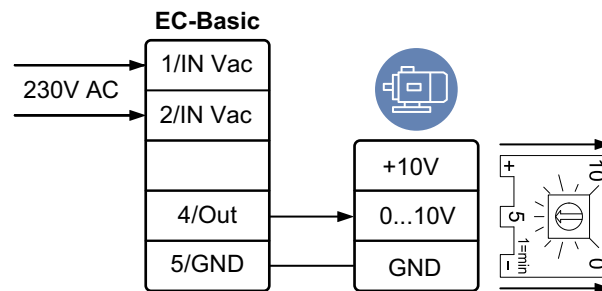 EC-Basic
230V AC
1/IN Vac
2/IN Vac
4/Out
5/GND
+10V
0...10V
GND
+
5
-
1=min
10
0